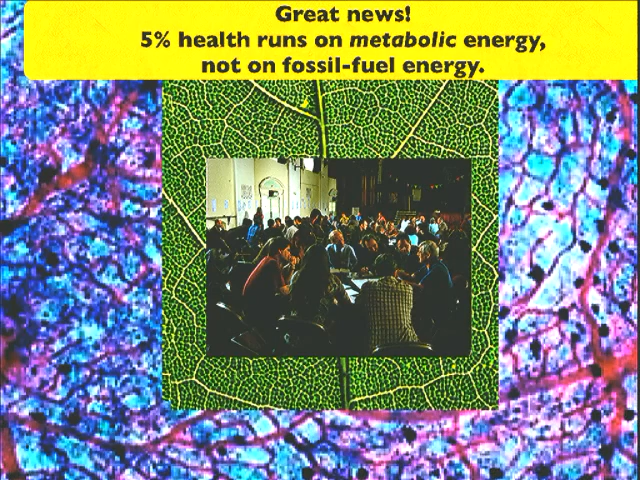 Great news!
5% health runs on metabolic energy,
not on fossil-fuel energy.